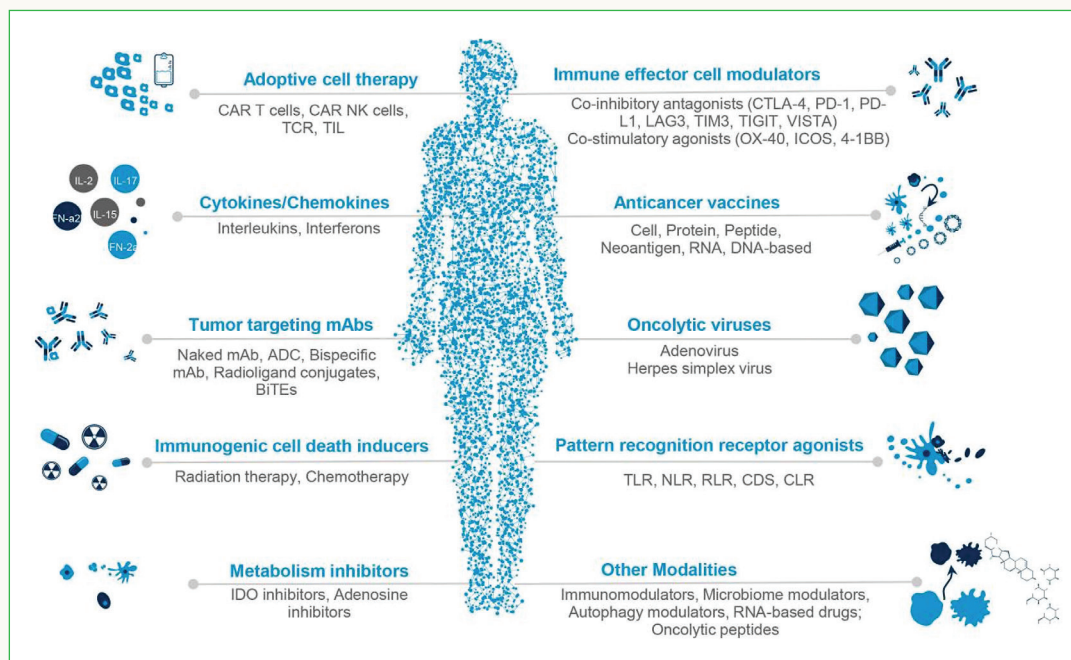 Adoptive cell therapy
CAR T cells, CAR NK cells,
TCR, TIL
Immune effector cell modulators
Co-inhibitory antagonists (CTLA-4, PD-1, PD-
L1, LAG3, TIM3, TIGIT, VISTA)
Co-stimulatory agonists (OX-40, ICOS, 4-1BB)
IL-2
IL-17
FN-a2
IL-15
FN-2a
Cytokines/Chemokines
Interleukins, Interferons
Anticancer vaccines
Cell, Protein, Peptide,
Neoantigen, RNA, DNA-based
Tumor targeting mAbs
Naked mAb, ADC, Bispecific
mAb, Radioligand conjugates,
BiTEs
Oncolytic viruses
Adenovirus
Herpes simplex virus
Immunogenic cell death inducers
Radiation therapy, Chemotherapy
Pattern recognition receptor agonists
TLR, NLR, RLR, CDS, CLR
Metabolism inhibitors
IDO inhibitors, Adenosine
inhibitors
Other Modalities
Immunomodulators, Microbiome modulators,
Autophagy modulators, RNA-based drugs;
Oncolytic peptides